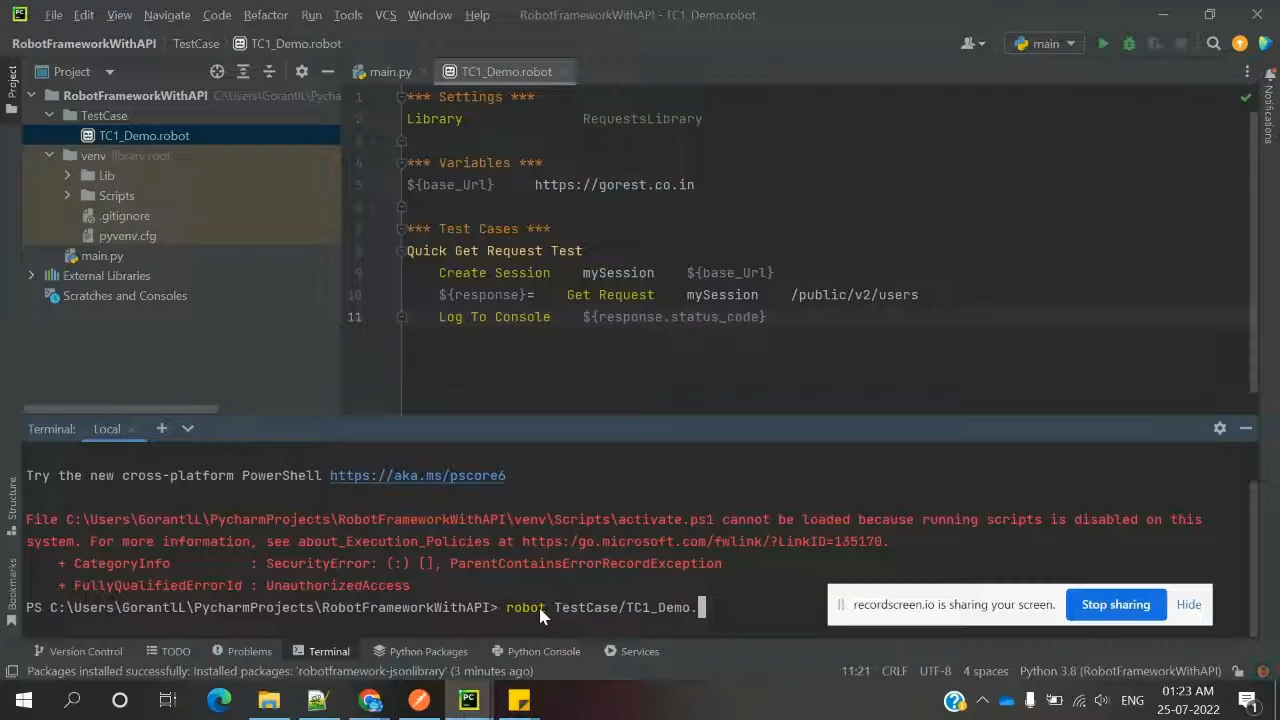 File Edit View Navigate Code Refactor Run Tools VCS Window Help RobotFrameworkWithAPI - TC1_Demo.robot
RobotFrameworkWithAPI TestCase TC1_Demo.robot main
Project
Project
main.py TC1_Demo.robot
Notifications
RobotFrameworkWithAPI C:\Users\GorantlL\Pycharm
TestCase
TC1_Demo.robot
venv library root
Lib
Scripts
.gitignore
pyvenv.cfg
main.py
External Libraries
Scratches and Consoles
1 *** Settings ***
2 Library RequestsLibrary
3
4 *** Variables ***
5 ${base_Url} https://gorest.co.in
6
7 *** Test Cases ***
8 Quick Get Request Test
9 Create Session mySession ${base_Url}
10 ${response}= Get Request mySession /public/v2/users
11 Log To Console ${response.status_code}
Terminal: Local
Try the new cross-platform PowerShell https://aka.ms/pscore6
File C:\Users\GorantlL\PycharmProjects\RobotFrameworkWithAPI\venv\Scripts\activate.ps1 cannot be loaded because running scripts is disabled on this
system. For more information, see about_Execution_Policies at https:/go.microsoft.com/fwlink/?LinkID=135170.
+ CategoryInfo : SecurityError: (:) [], ParentContainsErrorRecordException
+ FullyQualifiedErrorId : UnauthorizedAccess
PS C:\Users\GorantlL\PycharmProjects\RobotFrameworkWithAPI> robot TestCase/TC1_Demo.
recordscreen.io is sharing your screen. Stop sharing Hide
Structure
Bookmarks
Version Control TODO Problems Terminal Python Packages Python Console Services
Packages installed successfully: Installed packages: 'robotframework-jsonlibrary' (3 minutes ago) 11:21 CRLF UTF-8 4 spaces Python 3.8 (RobotFrameworkWithAPI)
ENG 01:23 AM
25-07-2022